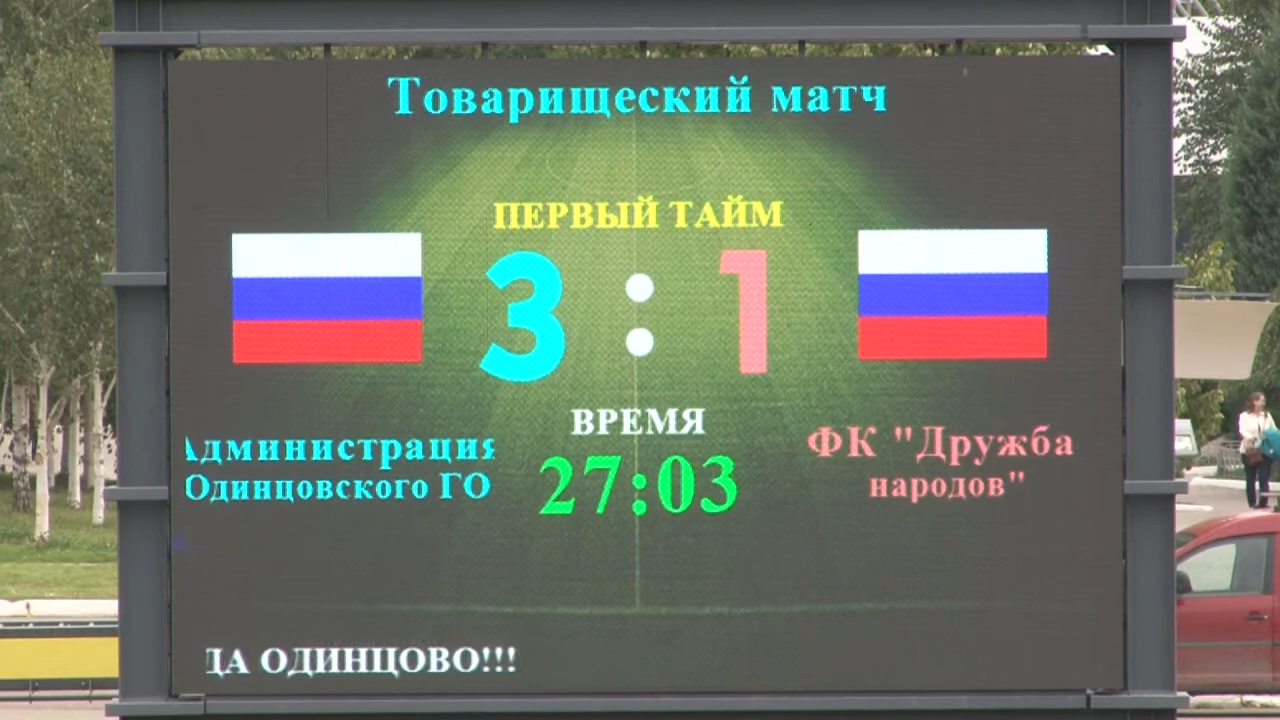 Товарищеский матч
ПЕРВЫЙ ТАЙМ
3 : 1
ВРЕМЯ
27:03
Администрация
Одинцовского ГО
ФК "Дружба
народов"
ДА ОДИНЦОВО!!!